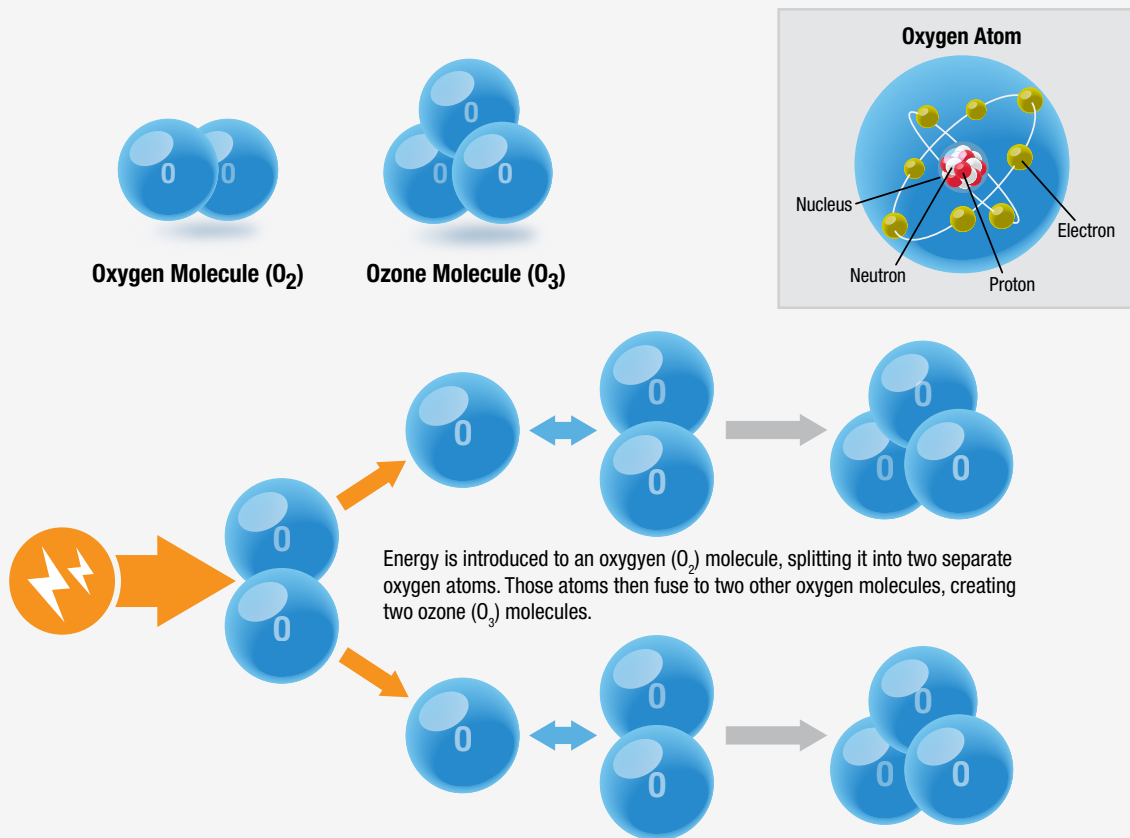 Oxygen Atom
0
0
0
0
0
Nucleus
Electron
Neutron
Proton
Oxygen Molecule (O₂)
Ozone Molecule (O₃)
0
0
0
0
0
0
0
0
Energy is introduced to an oxygyen (O₂) molecule, splitting it into two separate
oxygen atoms. Those atoms then fuse to two other oxygen molecules, creating
two ozone (O₃) molecules.
0
0
0
0
0
0